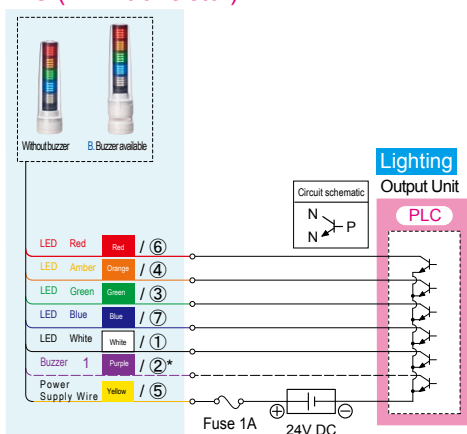 Without buzzer
B. Buzzer available
Lighting
Output Unit
PLC
Circuit schematic
N
N
P
LED Red Red / ⑥
LED Amber Orange / ④
LED Green Green / ③
LED Blue Blue / ⑦
LED White White / ①
Buzzer 1 Purple / ②*
Power
Supply Wire Yellow / ⑤
Fuse 1A
⊕ ⊖
24V DC